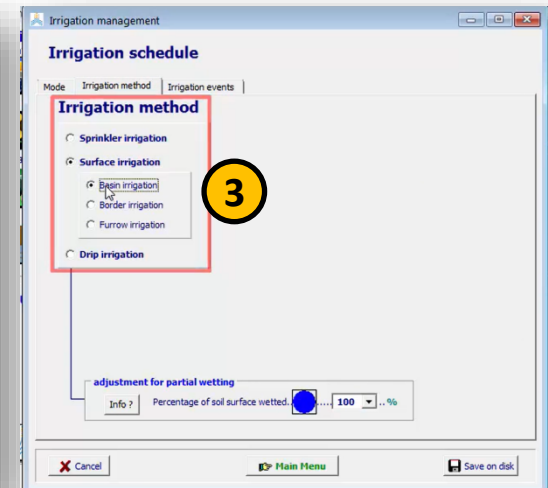 Irrigation management
Irrigation schedule
Mode Irrigation method Irrigation events
Irrigation method
Sprinkler irrigation
Surface irrigation
Basin irrigation
Border irrigation
Furrow irrigation
Drip irrigation
3
adjustment for partial wetting
Info ? Percentage of soil surface wetted..... 100 ..%
Cancel Main Menu Save on disk